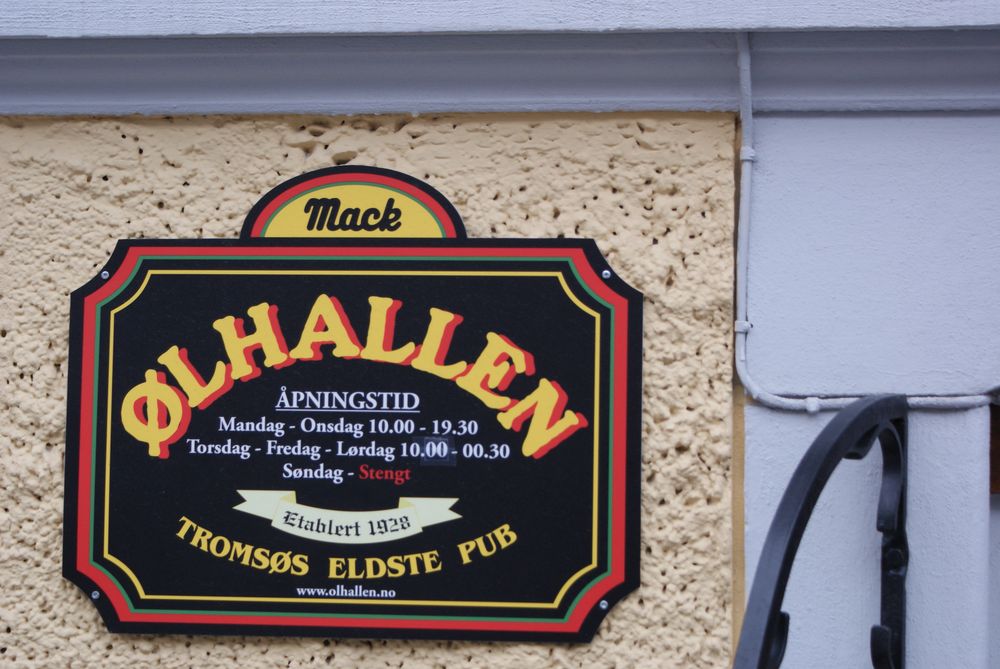 Mack
ØLHALLEN
ÅPNINGSTID
Mandag - Onsdag 10.00 - 19.30
Torsdag - Fredag - Lørdag 10.00 - 00.30
Søndag - Stengt
Etablert 1928
TROMSØS ELDSTE PUB
www.olhallen.no